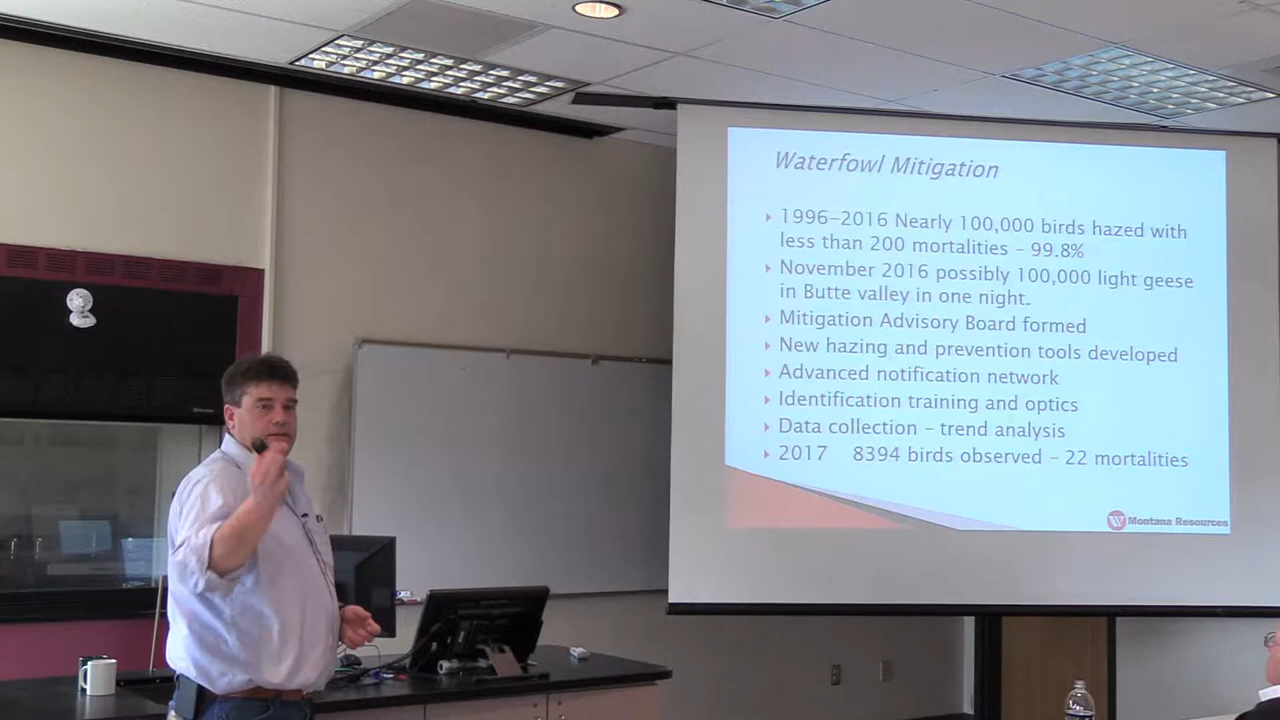 Waterfowl Mitigation
1996-2016 Nearly 100,000 birds hazed with
less than 200 mortalities - 99.8%
November 2016 possibly 100,000 light geese
in Butte valley in one night.
Mitigation Advisory Board formed
New hazing and prevention tools developed
Advanced notification network
Identification training and optics
Data collection - trend analysis
2017 8394 birds observed - 22 mortalities
Montana Resources